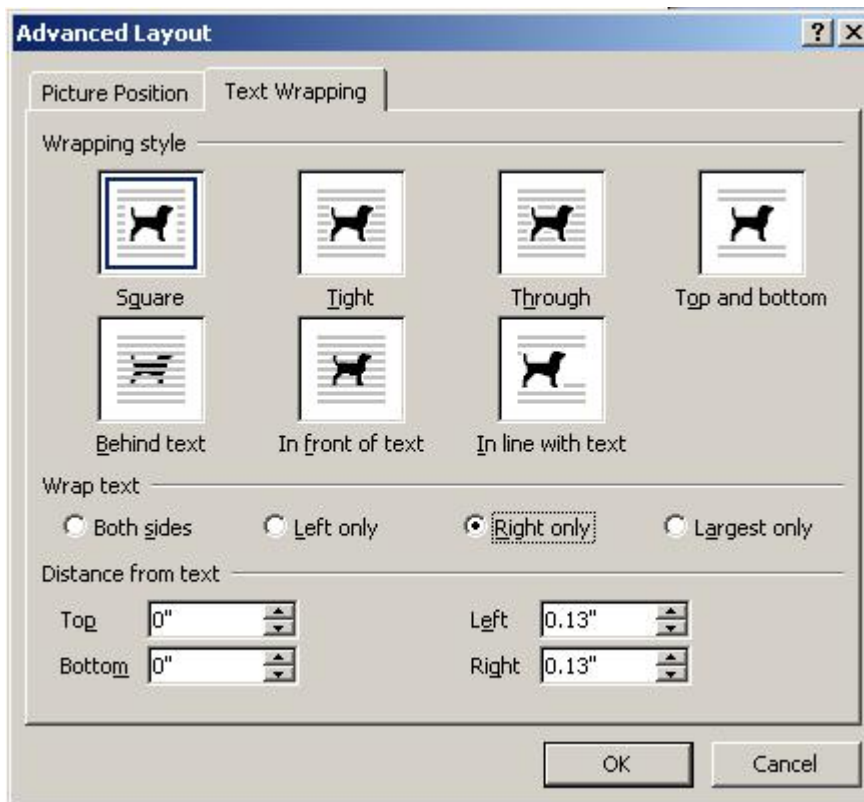 Advanced Layout
Picture Position Text Wrapping
Wrapping style
Square Tight Through Top and bottom
Behind text In front of text In line with text
Wrap text
Both sides Left only Right only Largest only
Distance from text
Top 0" Left 0.13"
Bottom 0" Right 0.13"
OK Cancel